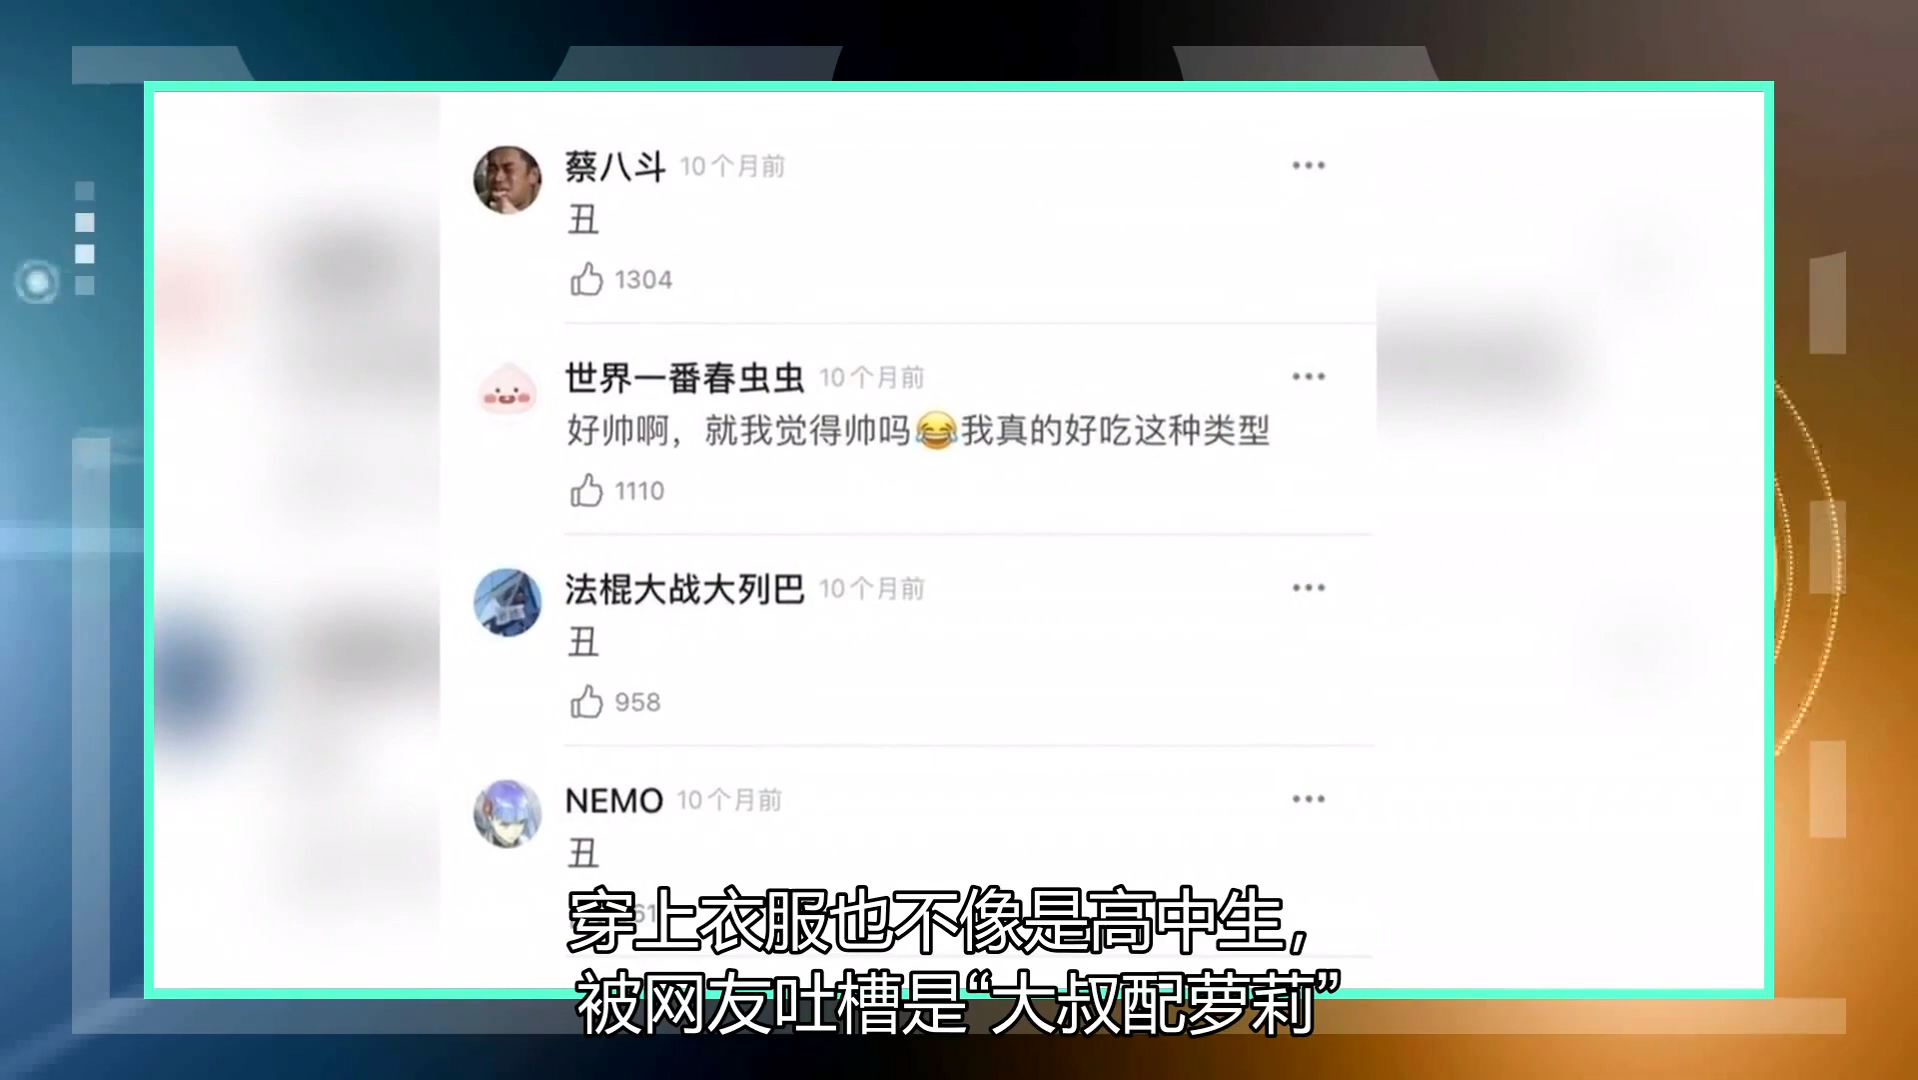 蔡八斗 10个月前
丑
1304
世界一番春虫虫 10个月前
好帅啊，就我觉得帅吗😂我真的好吃这种类型
1110
法棍大战大列巴 10个月前
丑
958
NEMO 10个月前
丑
穿上衣服也不像是高中生，
被网友吐槽是“大叔配萝莉”